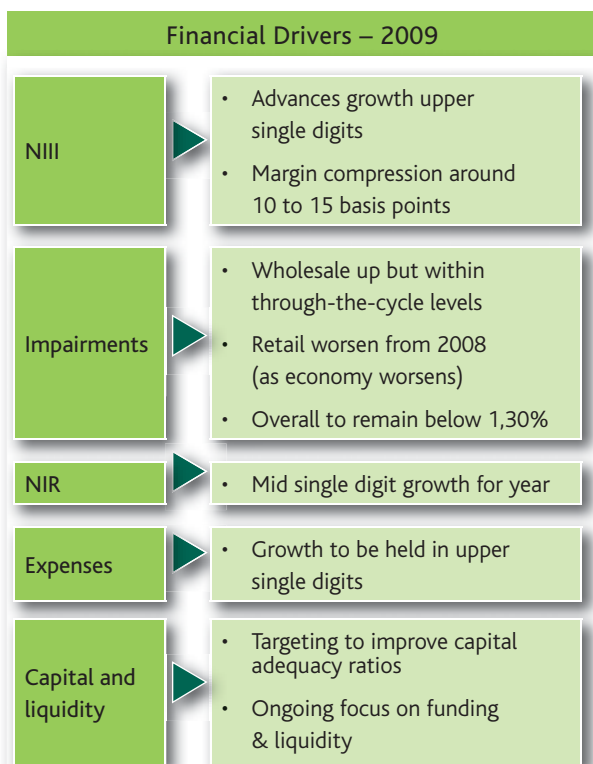 Financial Drivers – 2009
NIII
• Advances growth upper
single digits
• Margin compression around
10 to 15 basis points
Impairments
• Wholesale up but within
through-the-cycle levels
• Retail worsen from 2008
(as economy worsens)
• Overall to remain below 1,30%
NIR
• Mid single digit growth for year
Expenses
• Growth to be held in upper
single digits
Capital and
liquidity
• Targeting to improve capital
adequacy ratios
• Ongoing focus on funding
& liquidity